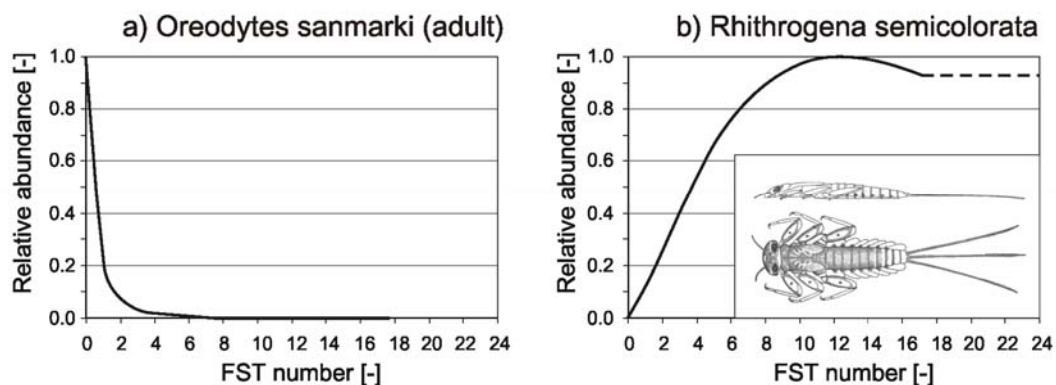 a) Oreodytes sanmarki (adult)
Relative abundance [-]
1.0
0.8
0.6
0.4
0.2
0.0
0 2 4 6 8 10 12 14 16 18 20 22 24
FST number [-]
b) Rhithrogena semicolorata
Relative abundance [-]
1.0
0.8
0.6
0.4
0.2
0.0
0 2 4 6 8 10 12 14 16 18 20 22 24
FST number [-]